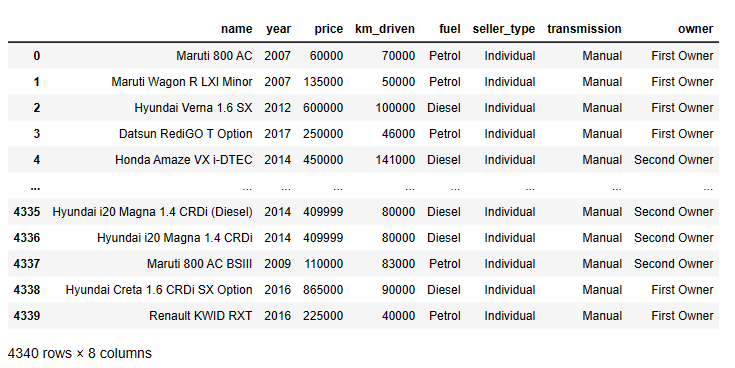 name year price km_driven fuel seller_type transmission owner
0 Maruti 800 AC 2007 60000 70000 Petrol Individual Manual First Owner
1 Maruti Wagon R LXI Minor 2007 135000 50000 Petrol Individual Manual First Owner
2 Hyundai Verna 1.6 SX 2012 600000 100000 Diesel Individual Manual First Owner
3 Datsun RediGO T Option 2017 250000 46000 Petrol Individual Manual First Owner
4 Honda Amaze VX i-DTEC 2014 450000 141000 Diesel Individual Manual Second Owner
... ... ... ... ... ... ... ... ...
4335 Hyundai i20 Magna 1.4 CRDi (Diesel) 2014 409999 80000 Diesel Individual Manual Second Owner
4336 Hyundai i20 Magna 1.4 CRDi 2014 409999 80000 Diesel Individual Manual Second Owner
4337 Maruti 800 AC BSIII 2009 110000 83000 Petrol Individual Manual Second Owner
4338 Hyundai Creta 1.6 CRDi SX Option 2016 865000 90000 Diesel Individual Manual First Owner
4339 Renault KWID RXT 2016 225000 40000 Petrol Individual Manual First Owner
4340 rows × 8 columns